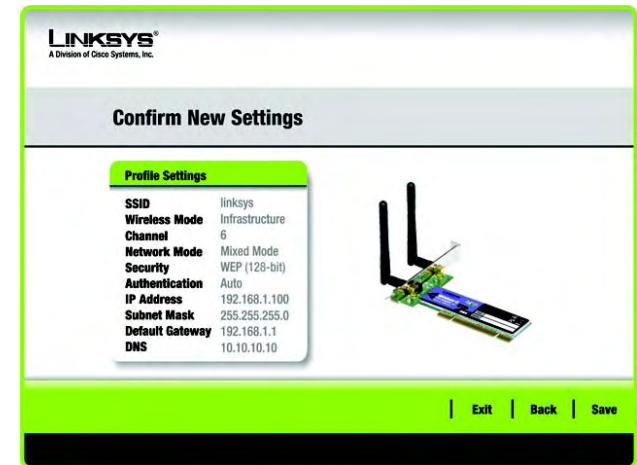 LINKSYS®
A Division of Cisco Systems, Inc.
Confirm New Settings
Profile Settings
SSID linksys
Wireless Mode Infrastructure
Channel 6
Network Mode Mixed Mode
Security WEP (128-bit)
Authentication Auto
IP Address 192.168.1.100
Subnet Mask 255.255.255.0
Default Gateway 192.168.1.1
DNS 10.10.10.10
Exit Back Save